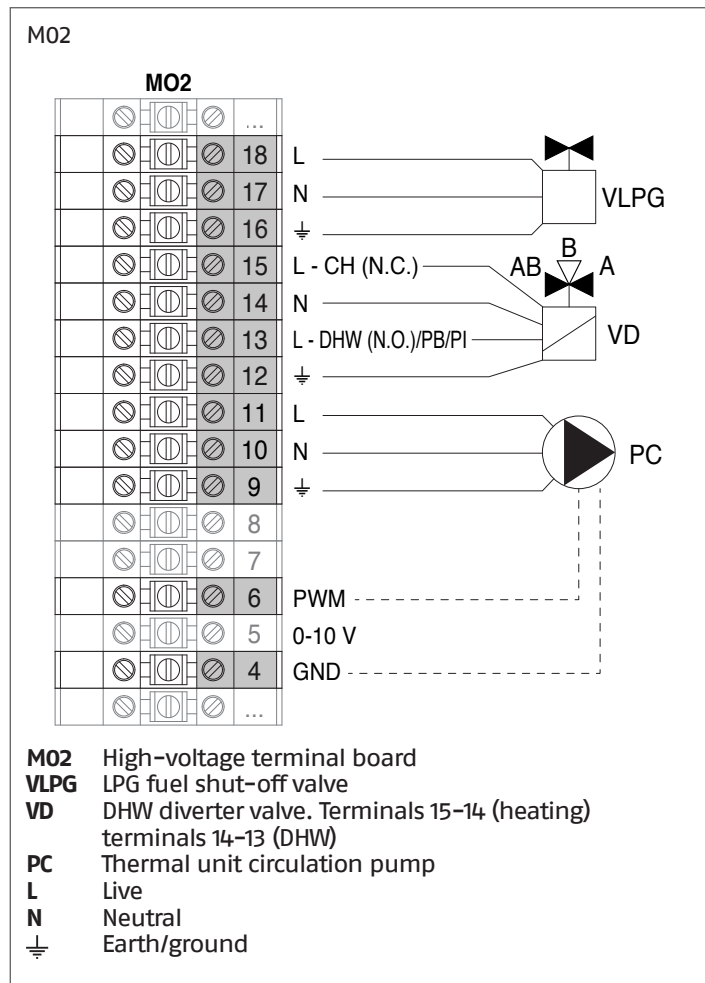 M02
MO2
...
18 L
17 N VLPG
16 ⏚
B
15 L - CH (N.C.) AB A
14 N
13 L - DHW (N.O.)/PB/PI VD
12 ⏚
11 L
10 N PC
9 ⏚
8
7
6 PWM
5 0-10 V
4 GND
...
M02 High-voltage terminal board
VLPG LPG fuel shut-off valve
VD DHW diverter valve. Terminals 15-14 (heating)
terminals 14-13 (DHW)
PC Thermal unit circulation pump
L Live
N Neutral
⏚ Earth/ground